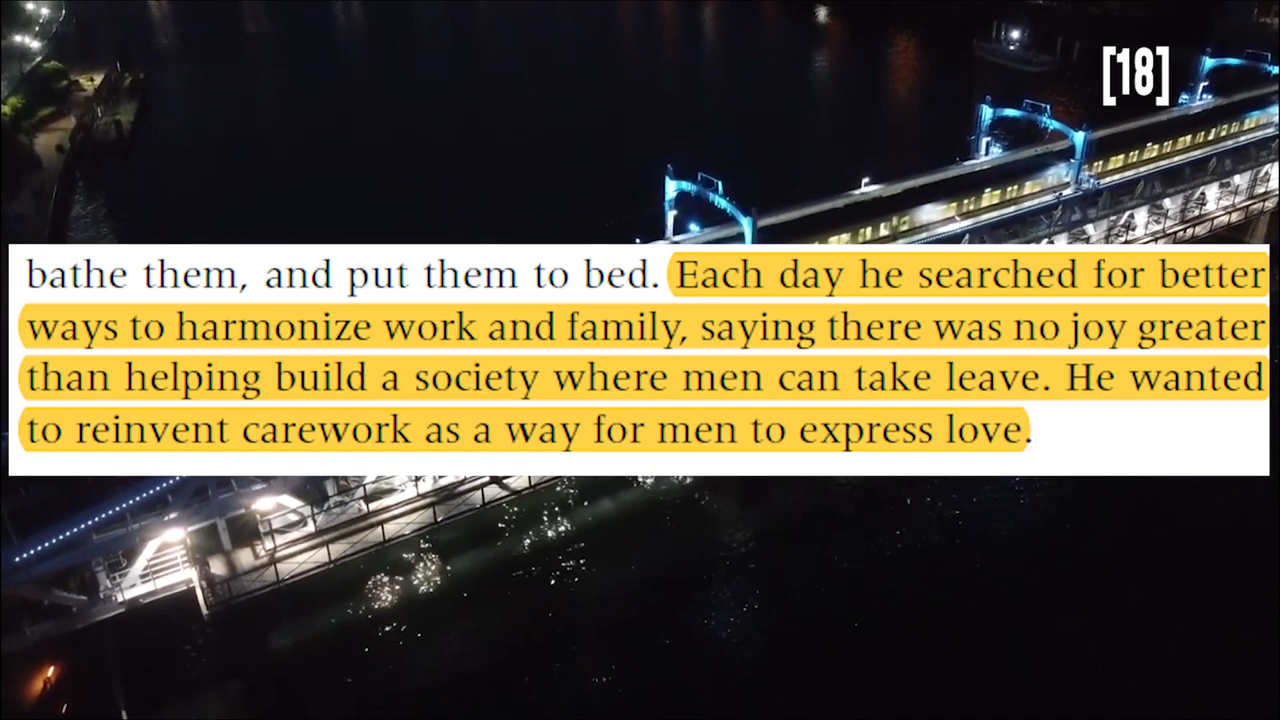 [18]
bathe them, and put them to bed. Each day he searched for better
ways to harmonize work and family, saying there was no joy greater
than helping build a society where men can take leave. He wanted
to reinvent carework as a way for men to express love.